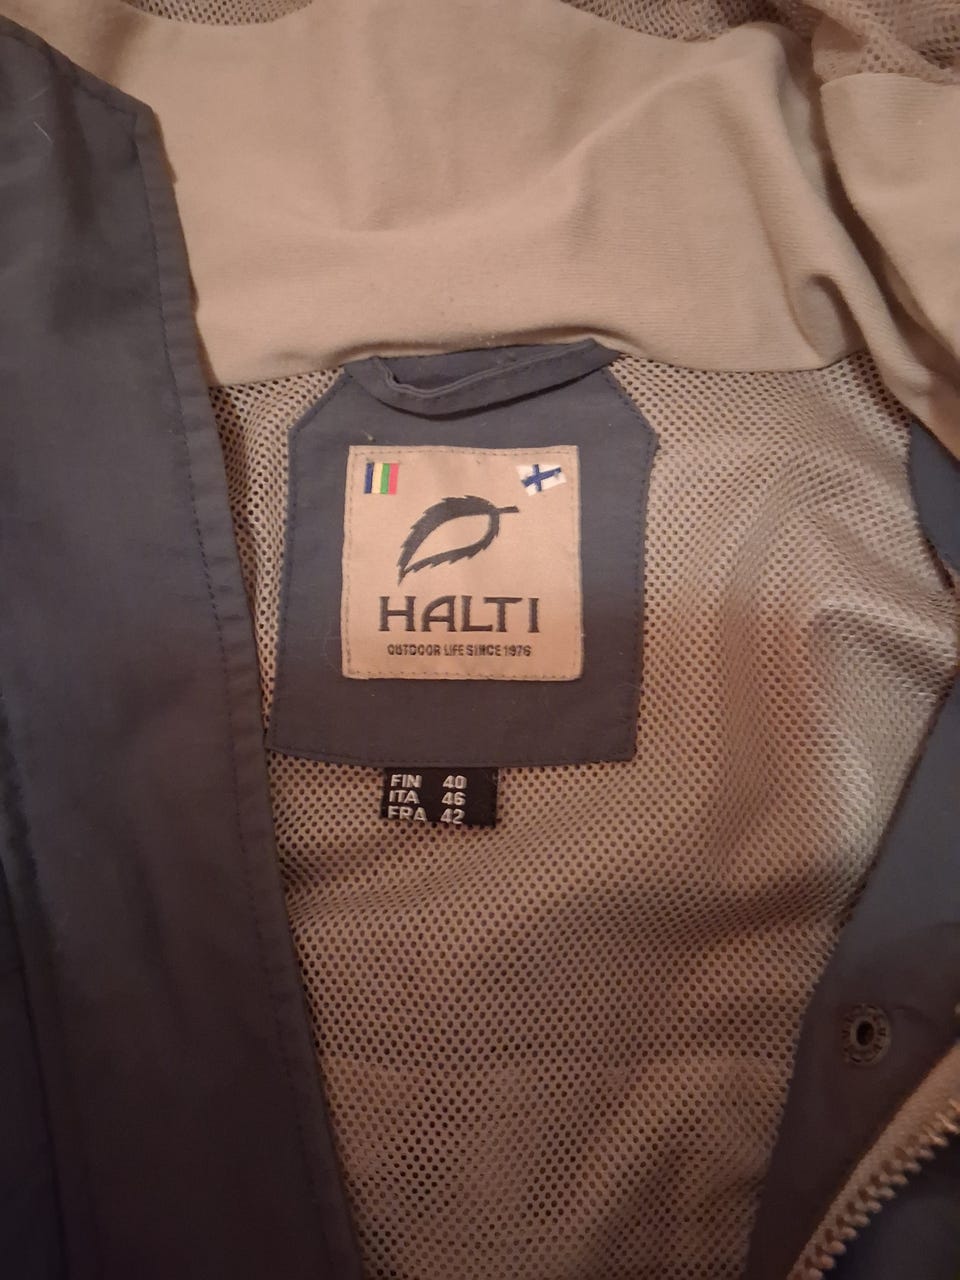 HALTI
OUTDOOR LIFE SINCE 1976
FIN 40
ITA 46
FRA 42